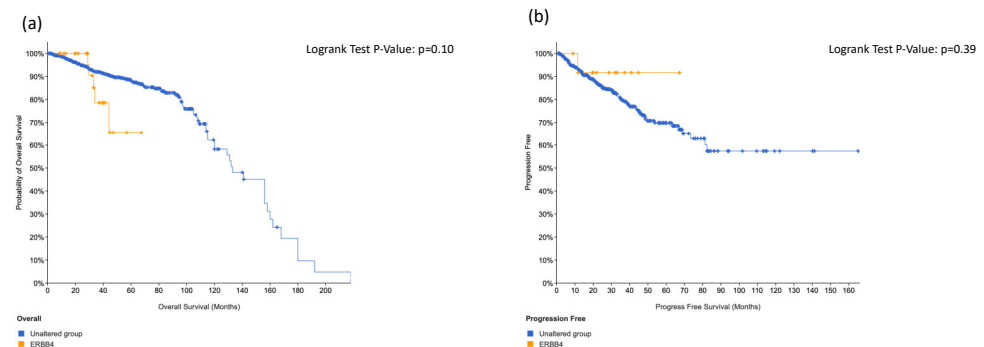 (a)
Logrank Test P-Value: p=0.10
100%
90%
80%
70%
60%
50%
40%
30%
20%
10%
0%
Probability of Overall Survival
0 20 40 60 80 100 120 140 160 180 200
Overall Survival (Months)
Overall
Unaltered group
ERBB4
(b)
Logrank Test P-Value: p=0.39
100%
90%
80%
70%
60%
50%
40%
30%
20%
10%
0%
Progression Free
0 10 20 30 40 50 60 70 80 90 100 110 120 130 140 150 160
Progress Free Survival (Months)
Progression Free
Unaltered group
ERBB4